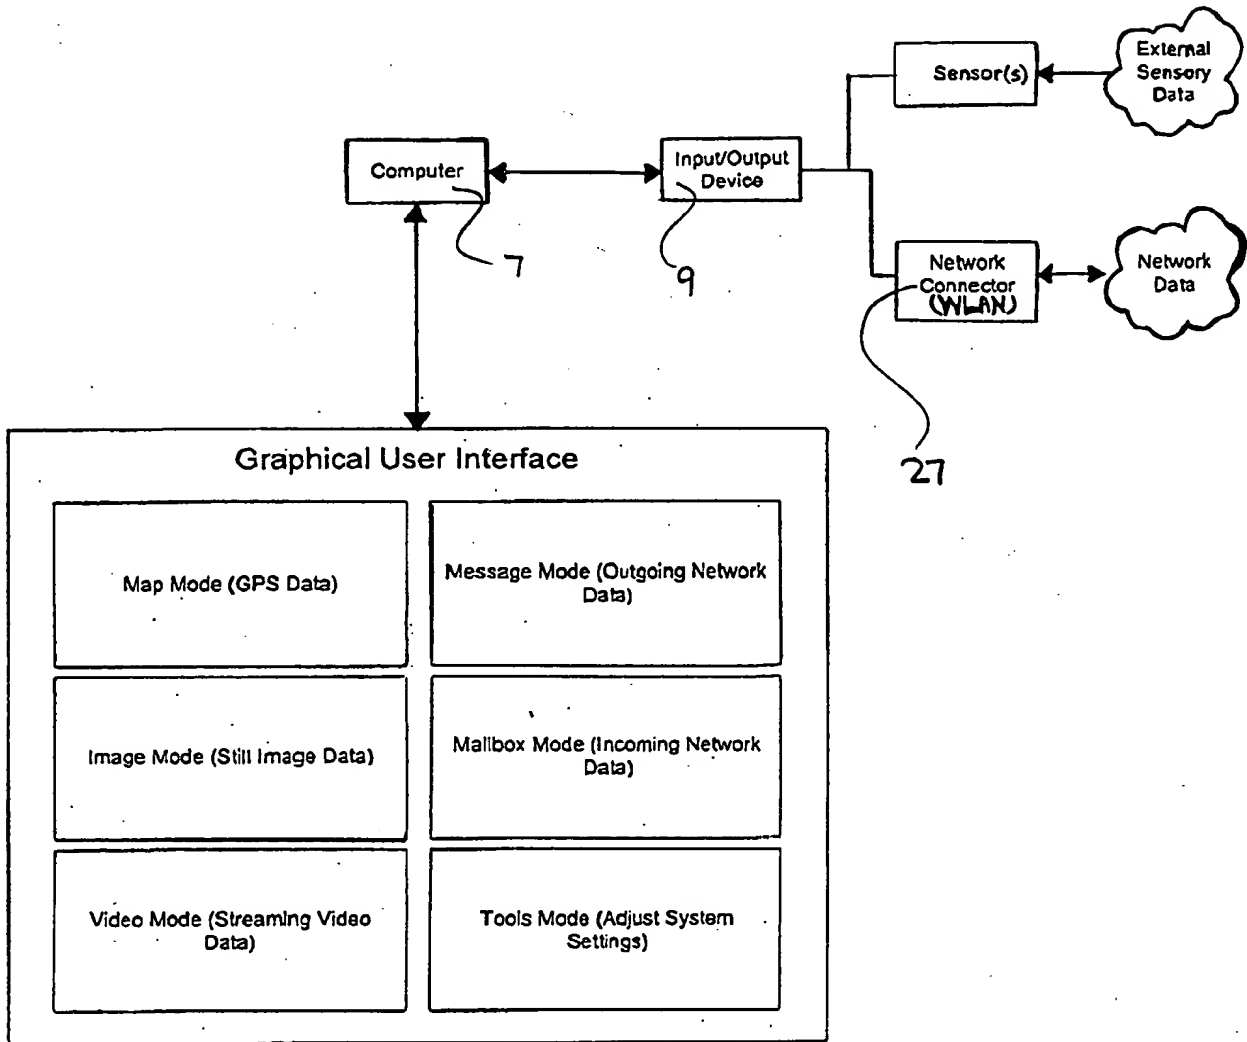 External
Sensory
Data
Sensor(s)
Computer
Input/Output
Device
7
9
Network
Connector
(WLAN)
Network
Data
27
Graphical User Interface
Map Mode (GPS Data)
Message Mode (Outgoing Network
Data)
Image Mode (Still Image Data)
Mailbox Mode (Incoming Network
Data)
Video Mode (Streaming Video
Data)
Tools Mode (Adjust System
Settings)